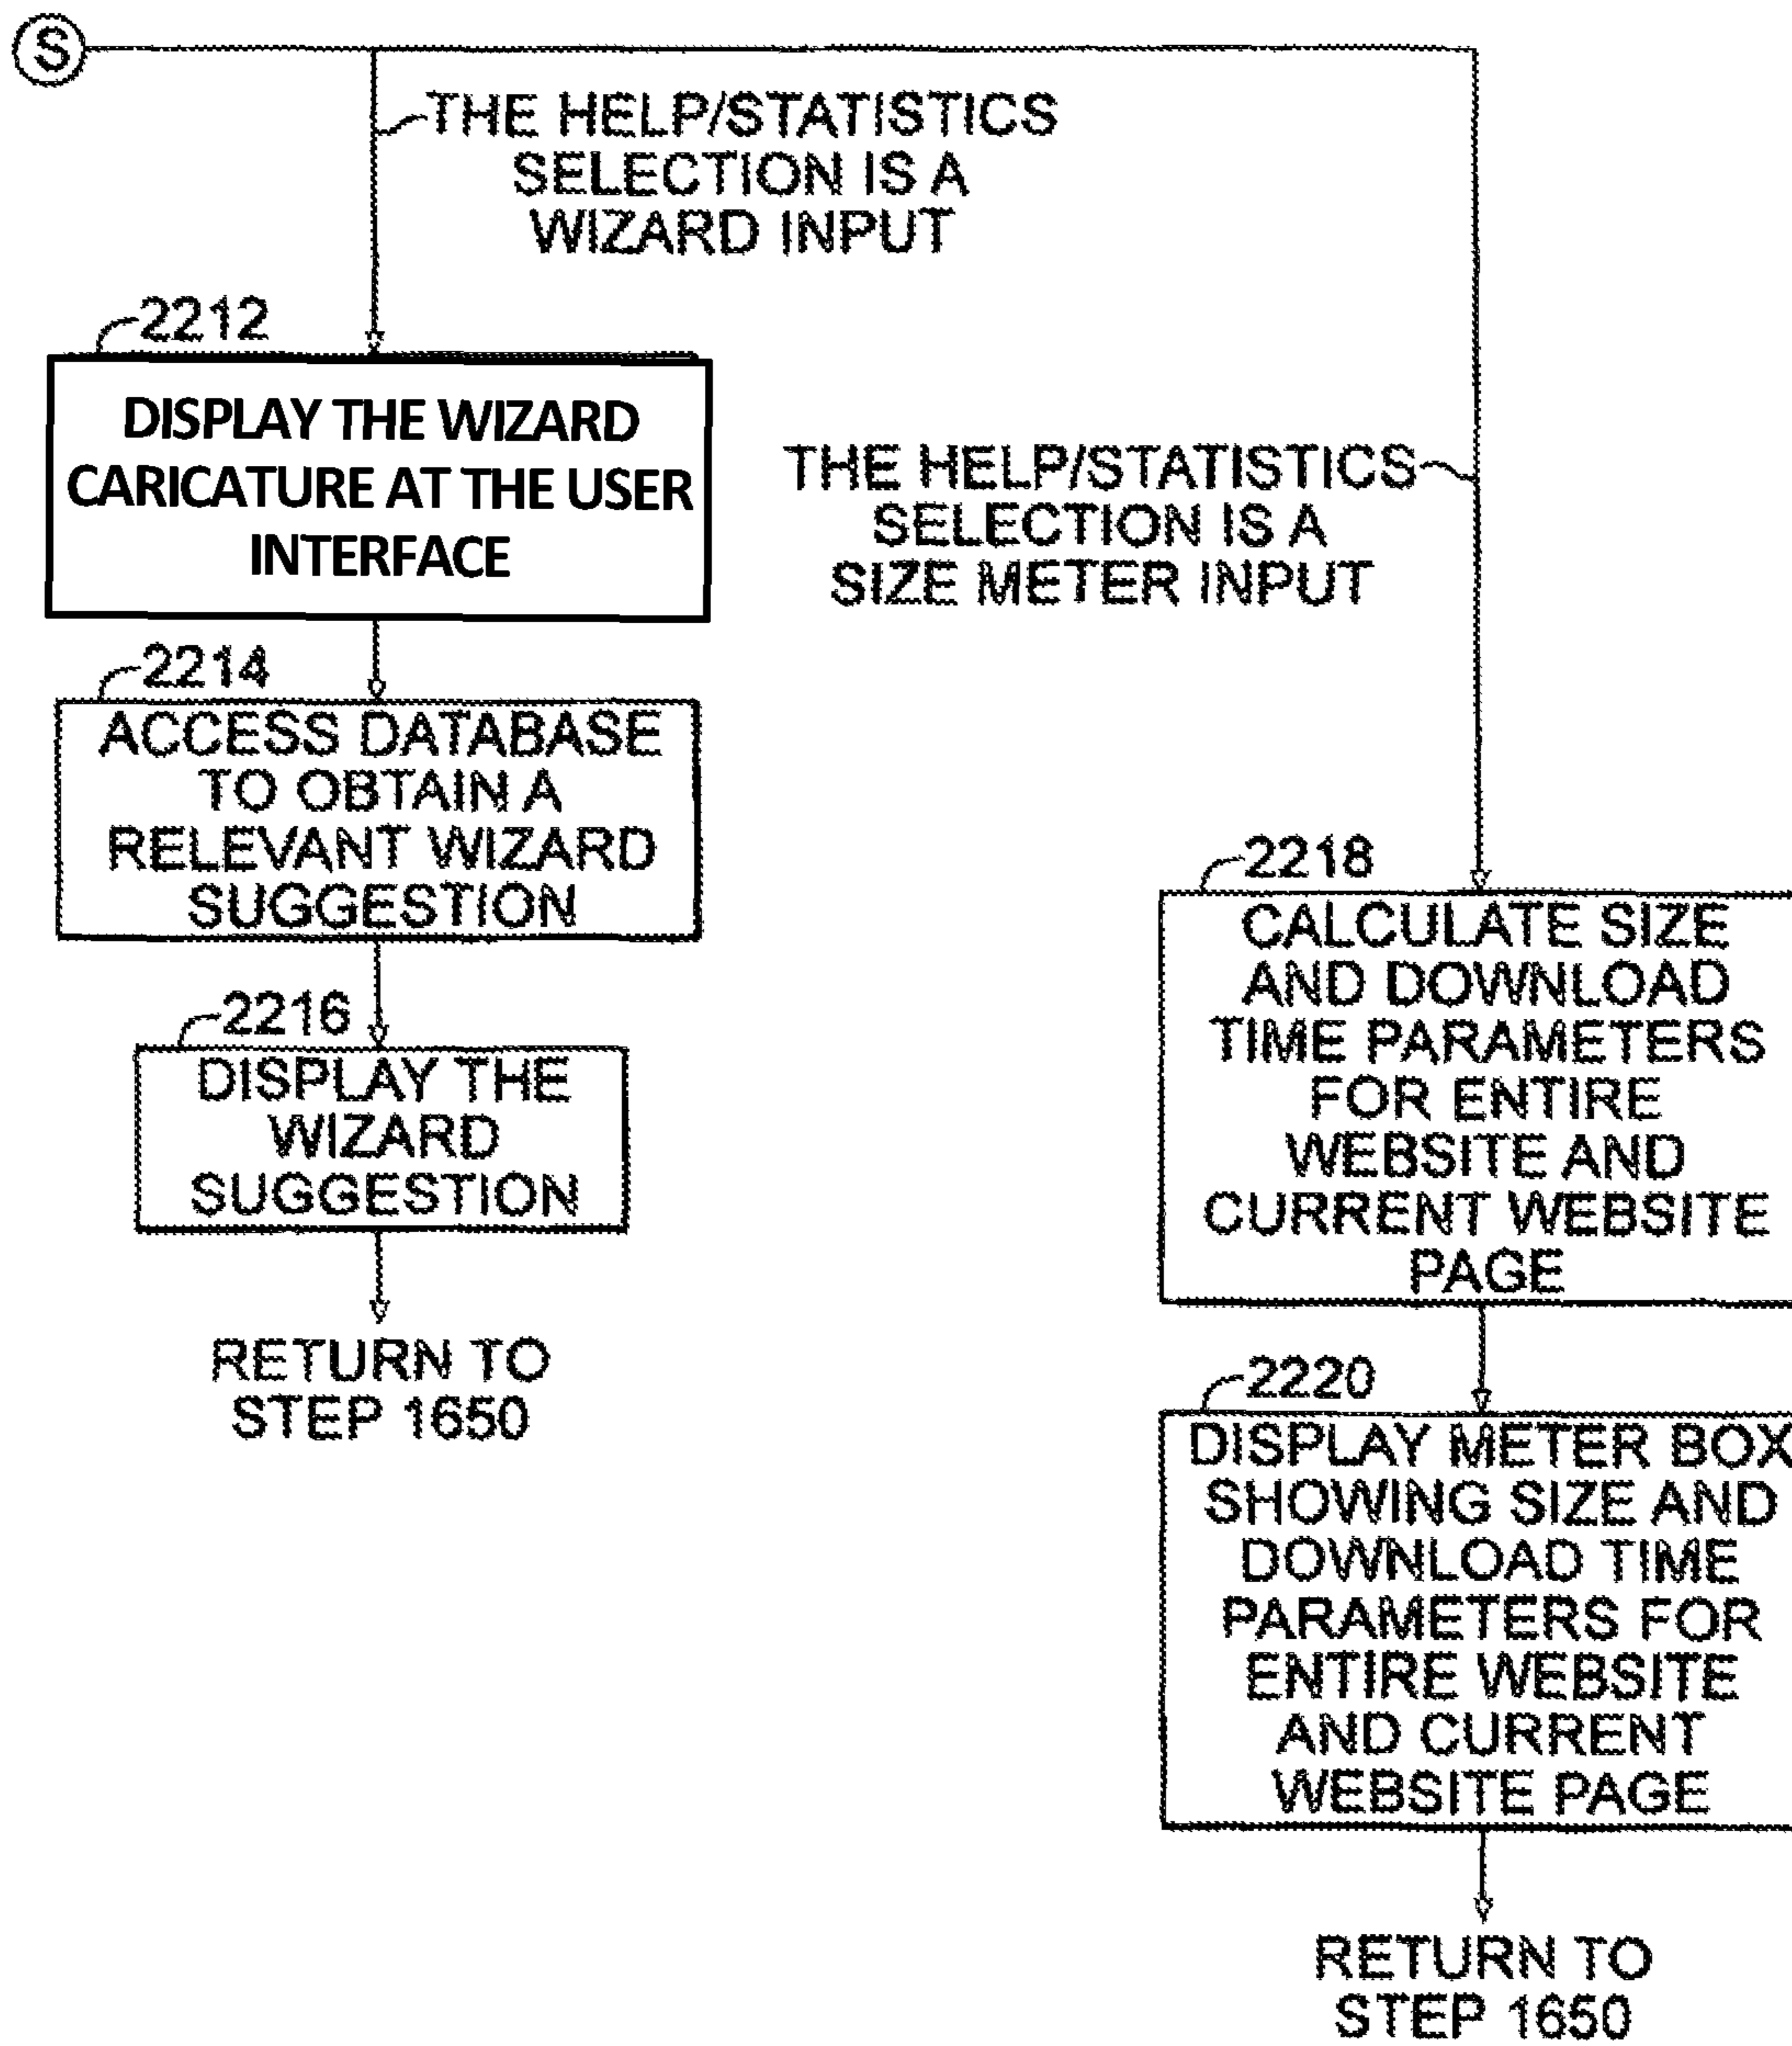 S
THE HELP/STATISTICS
SELECTION IS A
WIZARD INPUT
2212
DISPLAY THE WIZARD
CARICATURE AT THE USER
INTERFACE
2214
ACCESS DATABASE
TO OBTAIN A
RELEVANT WIZARD
SUGGESTION
2216
DISPLAY THE
WIZARD
SUGGESTION
RETURN TO
STEP 1650
THE HELP/STATISTICS
SELECTION IS A
SIZE METER INPUT
2218
CALCULATE SIZE
AND DOWNLOAD
TIME PARAMETERS
FOR ENTIRE
WEBSITE AND
CURRENT WEBSITE
PAGE
2220
DISPLAY METER BOX
SHOWING SIZE AND
DOWNLOAD TIME
PARAMETERS FOR
ENTIRE WEBSITE
AND CURRENT
WEBSITE PAGE
RETURN TO
STEP 1650